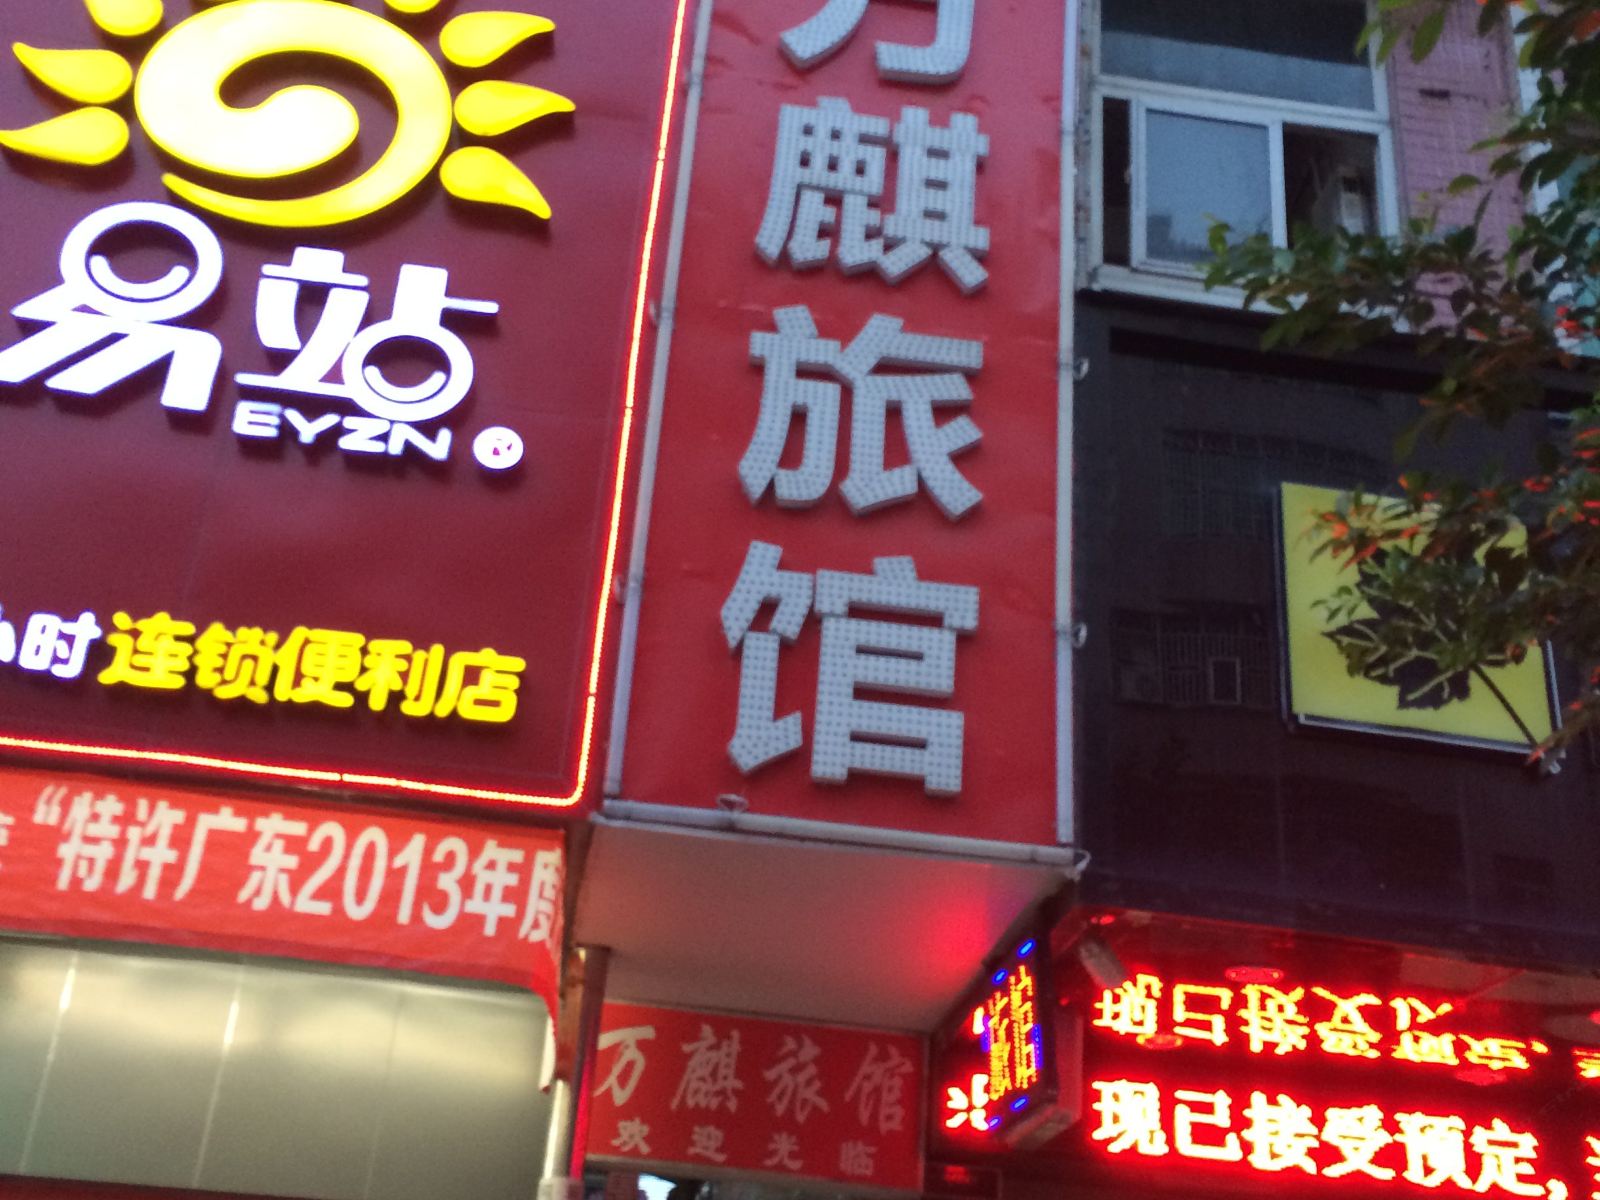 易站
EYZN®
小时连锁便利店
"特许广东2013年度
万麒旅馆
万麒旅馆
欢迎光临
现已接受预定,